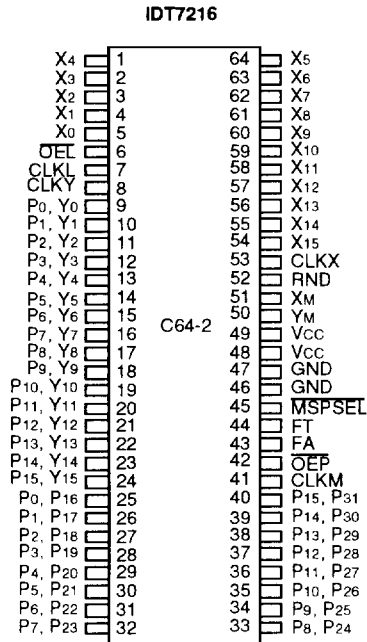 IDT7216
X4 1 64 X5
X3 2 63 X6
X2 3 62 X7
X1 4 61 X8
X0 5 60 X9
OEL 6 59 X10
CLKL 7 58 X11
CLKY 8 57 X12
P0, Y0 9 56 X13
P1, Y1 10 55 X14
P2, Y2 11 54 X15
P3, Y3 12 53 CLKX
P4, Y4 13 52 RND
P5, Y5 14 51 XM
P6, Y6 15 50 YM
P7, Y7 16 C64-2 49 VCC
P8, Y8 17 48 VCC
P9, Y9 18 47 GND
P10, Y10 19 46 GND
P11, Y11 20 45 MSPSEL
P12, Y12 21 44 FT
P13, Y13 22 43 FA
P14, Y14 23 42 OEP
P15, Y15 24 41 CLKM
P0, P16 25 40 P15, P31
P1, P17 26 39 P14, P30
P2, P18 27 38 P13, P29
P3, P19 28 37 P12, P28
P4, P20 29 36 P11, P27
P5, P21 30 35 P10, P26
P6, P22 31 34 P9, P25
P7, P23 32 33 P8, P24